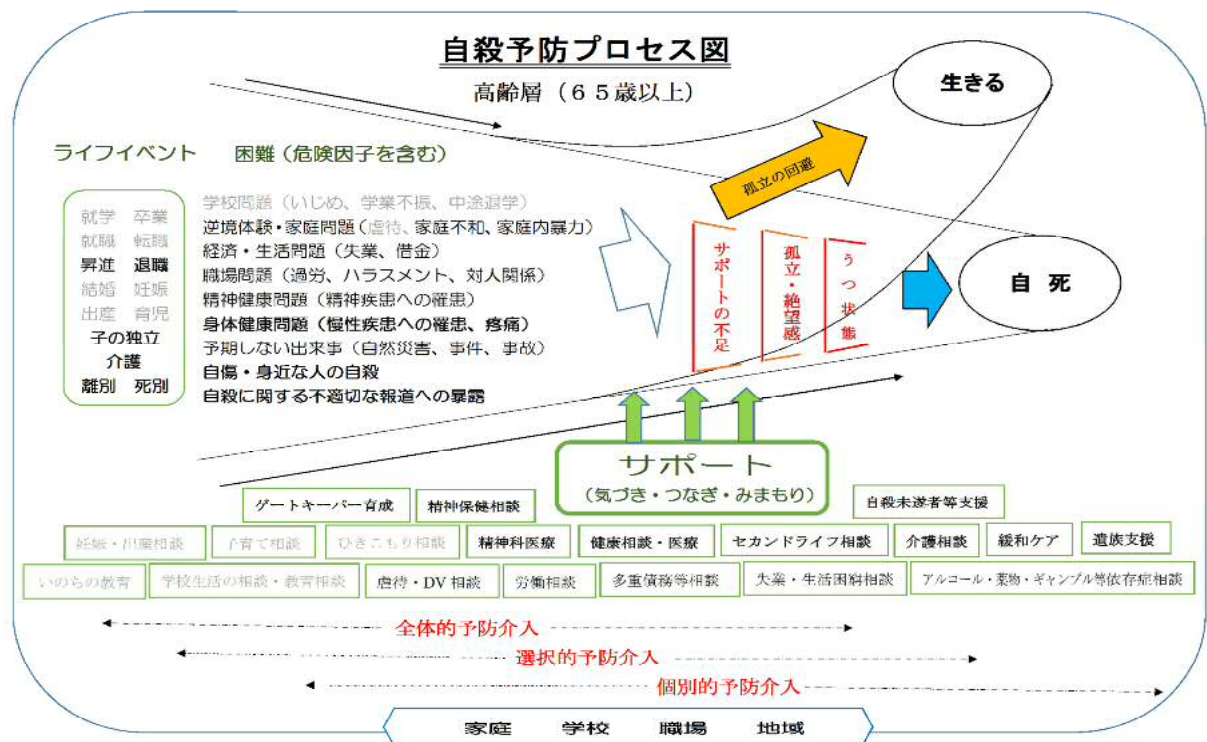 自殺予防プロセス図
高齢層（６５歳以上）
生きる
ライフイベント　困難（危険因子を含む）
孤立の回避
就学　卒業
就職　転職
昇進　退職
結婚　妊娠
出産　育児
子の独立
介護
離別　死別
学校問題（いじめ、学業不振、中途退学）
逆境体験・家庭問題（虐待、家庭不和、家庭内暴力）
経済・生活問題（失業、借金）
職場問題（過労、ハラスメント、対人関係）
精神健康問題（精神疾患への罹患）
身体健康問題（慢性疾患への罹患、疼痛）
予期しない出来事（自然災害、事件、事故）
自傷・身近な人の自殺
自殺に関する不適切な報道への暴露
サポートの不足
孤立・絶望感
うつ状態
自　死
サポート
（気づき・つなぎ・みまもり）
ゲートキーパー育成　精神保健相談　自殺未遂者等支援
妊娠・出産相談　子育て相談　ひきこもり相談　精神科医療　健康相談・医療　セカンドライフ相談　介護相談　緩和ケア　遺族支援
いのちの教育　学校生活の相談・教育相談　虐待・DV 相談　労働相談　多重債務等相談　失業・生活困窮相談　アルコール・薬物・ギャンブル等依存症相談
全体的予防介入
選択的予防介入
個別的予防介入
家庭　学校　職場　地域